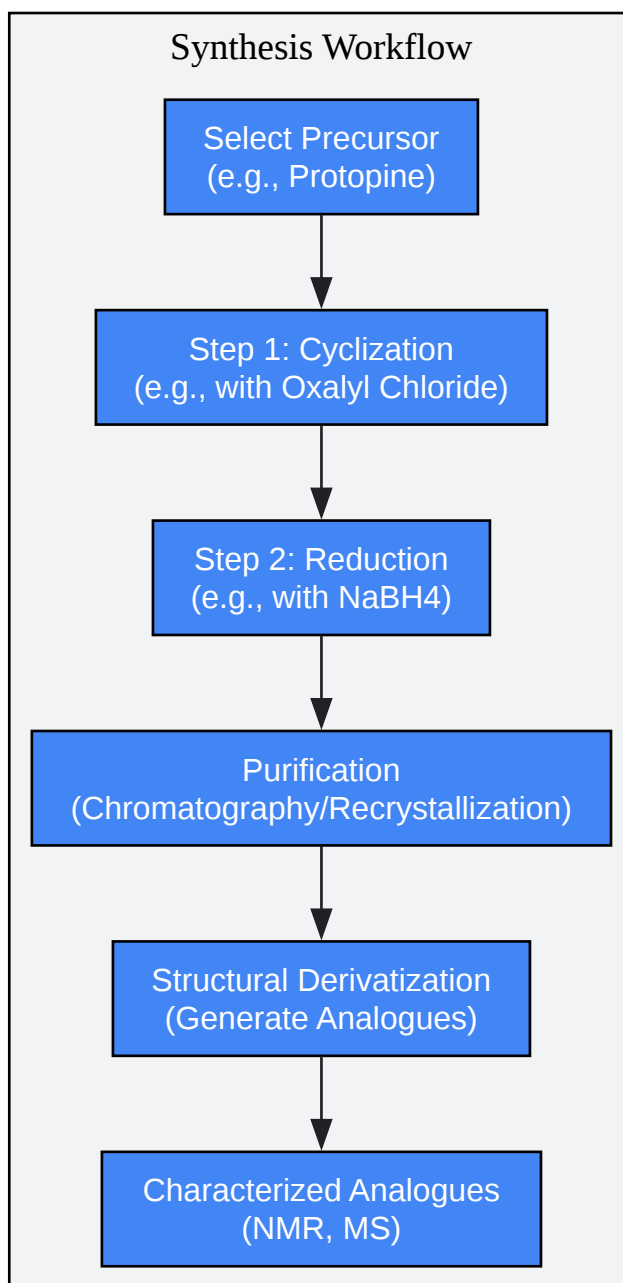 Synthesis Workflow
Select Precursor
(e.g., Protopine)
Step 1: Cyclization
(e.g., with Oxalyl Chloride)
Step 2: Reduction
(e.g., with NaBH4)
Purification
(Chromatography/Recrystallization)
Structural Derivatization
(Generate Analogues)
Characterized Analogues
(NMR, MS)